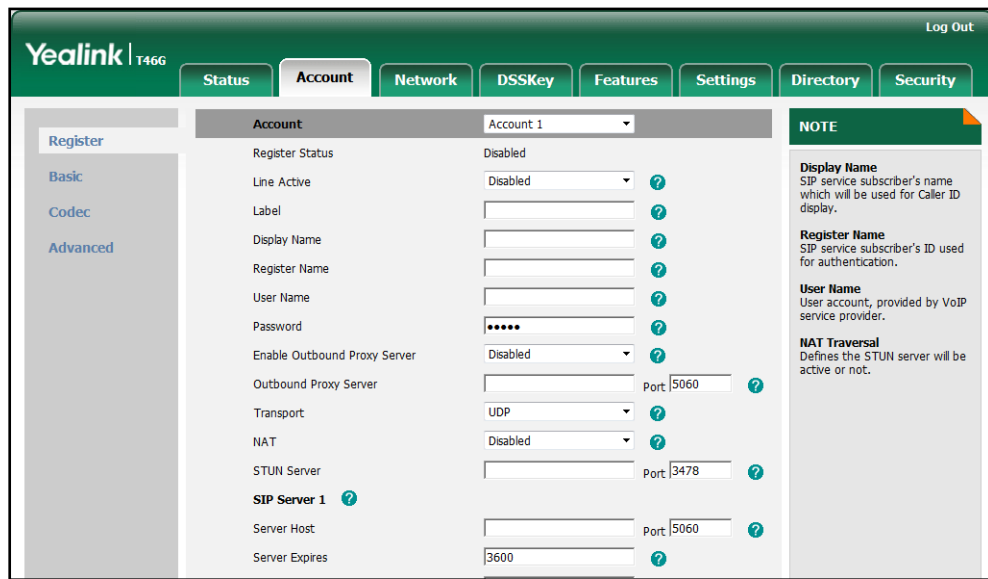 Log Out
Yealink | T46G
Status Account Network DSSKey Features Settings Directory Security
Register
Basic
Codec
Advanced
Account Account 1
Register Status Disabled
Line Active Disabled ?
Label ?
Display Name ?
Register Name ?
User Name ?
Password ••••• ?
Enable Outbound Proxy Server Disabled ?
Outbound Proxy Server Port 5060 ?
Transport UDP ?
NAT Disabled ?
STUN Server Port 3478 ?
SIP Server 1 ?
Server Host Port 5060 ?
Server Expires 3600 ?
NOTE
Display Name
SIP service subscriber's name
which will be used for Caller ID
display.
Register Name
SIP service subscriber's ID used
for authentication.
User Name
User account, provided by VoIP
service provider.
NAT Traversal
Defines the STUN server will be
active or not.